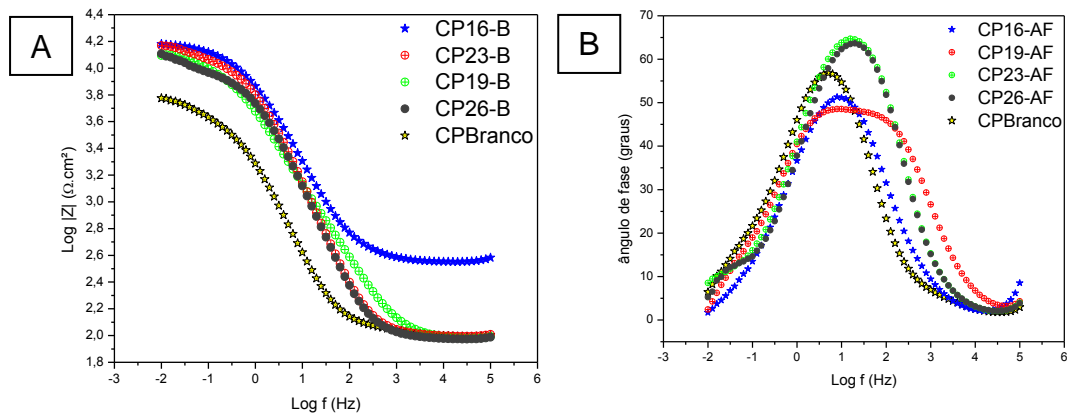 A
Log |Z| (Ω.cm²)
4,4
4,2
4,0
3,8
3,6
3,4
3,2
3,0
2,8
2,6
2,4
2,2
2,0
1,8
CP16-B
CP23-B
CP19-B
CP26-B
CPBranco
-3 -2 -1 0 1 2 3 4 5 6
Log f (Hz)
B
ângulo de fase (graus)
70
60
50
40
30
20
10
0
CP16-AF
CP19-AF
CP23-AF
CP26-AF
CPBranco
-3 -2 -1 0 1 2 3 4 5 6
Log f (Hz)